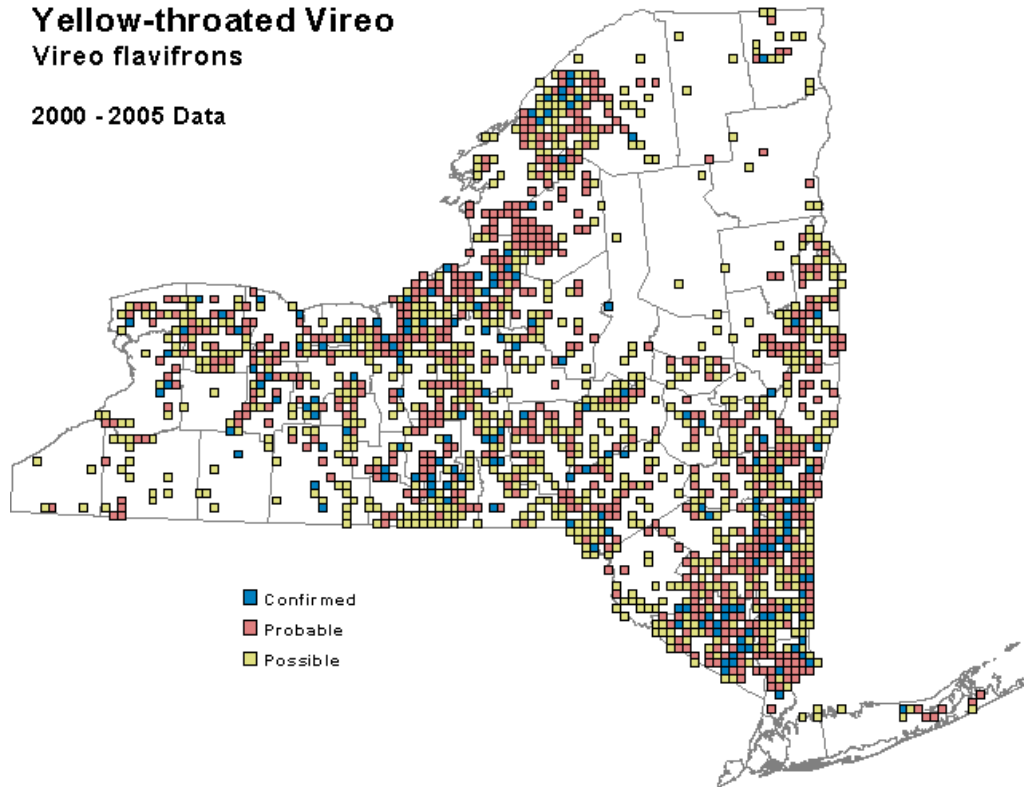 Yellow-throated Vireo
Vireo flavifrons
2000 - 2005 Data
Confirmed
Probable
Possible